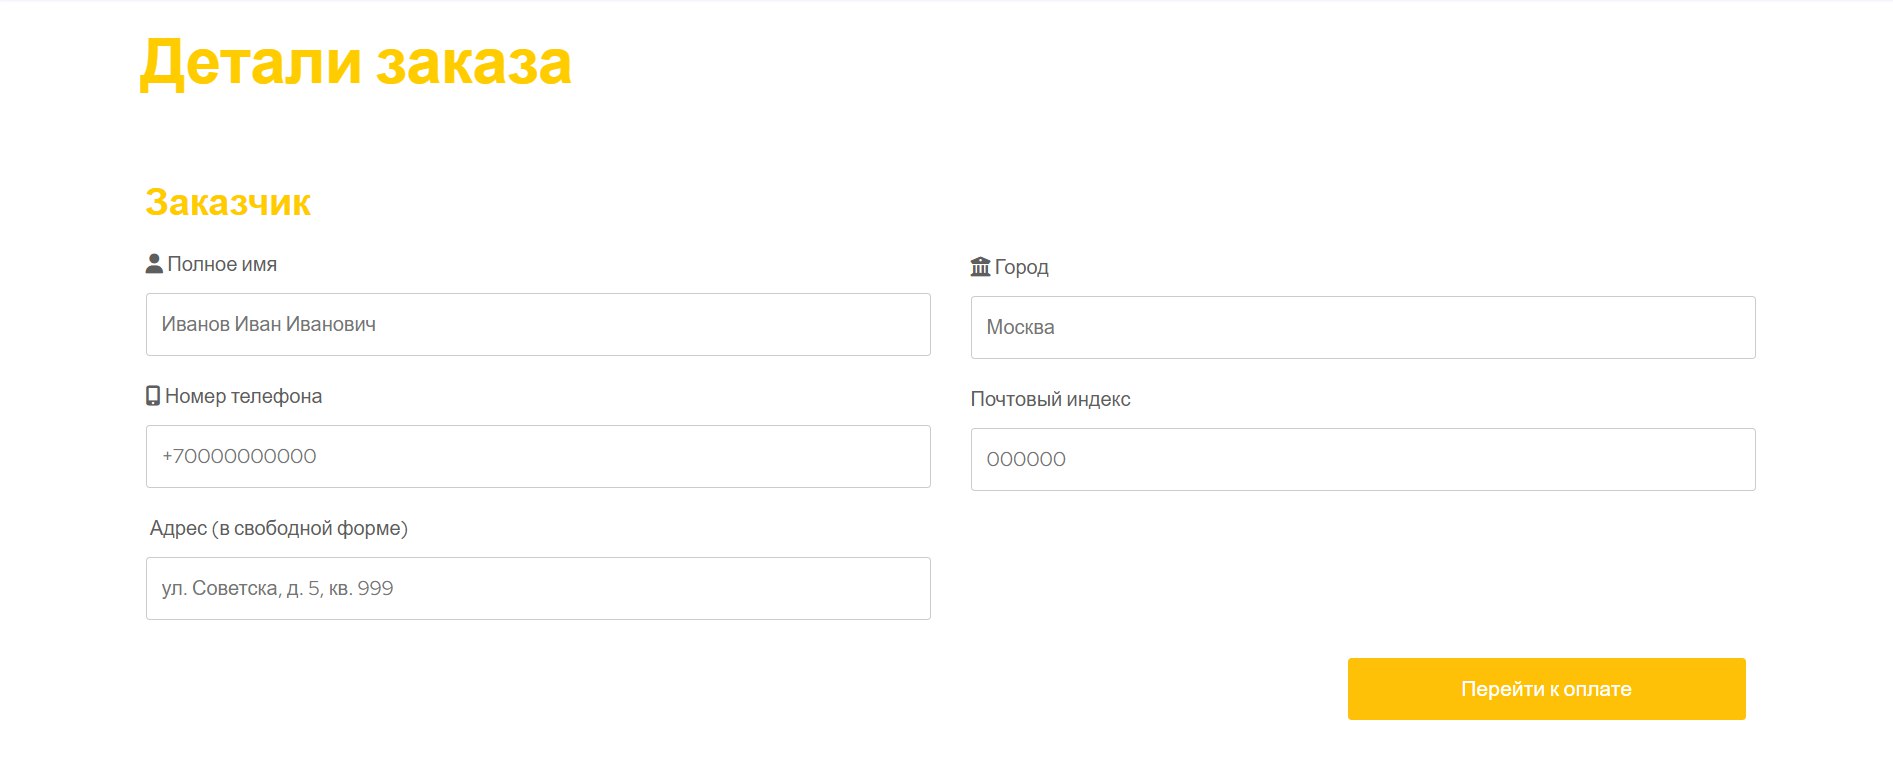 Детали заказа
Заказчик
Полное имя
Иванов Иван Иванович
Номер телефона
+70000000000
Адрес (в свободной форме)
ул. Советска, д. 5, кв. 999
Город
Москва
Почтовый индекс
000000
Перейти к оплате